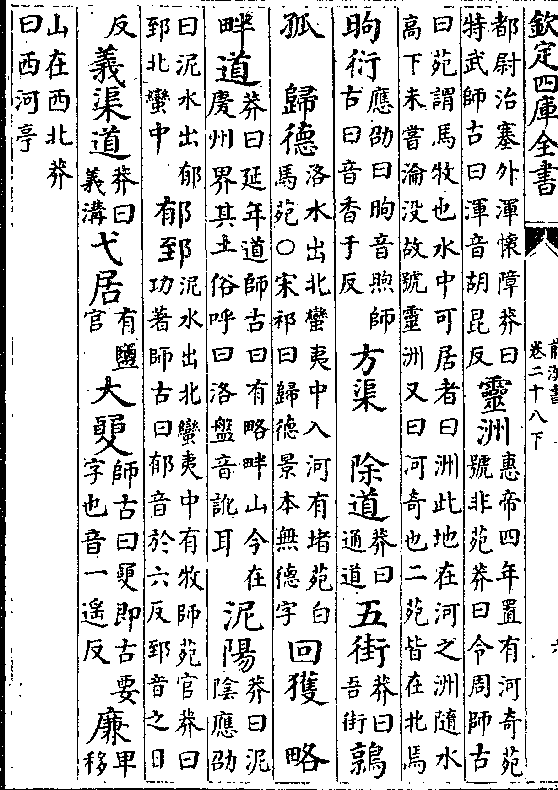 欽定四庫全書
前漢書
卷二十八下
都尉治塞外渾懷障莽曰
特武師古曰渾音胡昆反
靈洲
惠帝四年置有河奇苑
號非苑莽曰令周師古
曰苑謂馬牧也水中可居者曰洲此地在河之洲隨水
高下未嘗淪没故號靈洲又曰河奇也二苑皆在北焉
昫衍
應劭曰昫音煦師
古曰音香于反
方渠　除道
莽曰
通道
五街
莽曰
吾街
鶉
孤　歸德
洛水出北蠻夷中入河有堵苑白
馬苑○宋祁曰歸德景本無德字
回獲　略
畔道
莽曰延年道師古曰有略畔山今在
慶州界其土俗呼曰洛盤音訛耳
泥陽
莽曰泥
隂應劭
曰泥水出郁
郅北蠻中
郁郅
泥水出北蠻夷中有牧師苑官莽曰
功著師古曰郁音於六反郅音之日
反
義渠道
莽曰
義溝
弋居
有鹽
官
大䙅
師古曰䙅即古要
字也音一遥反
廉
卑
移
山在西北莽
曰西河亭